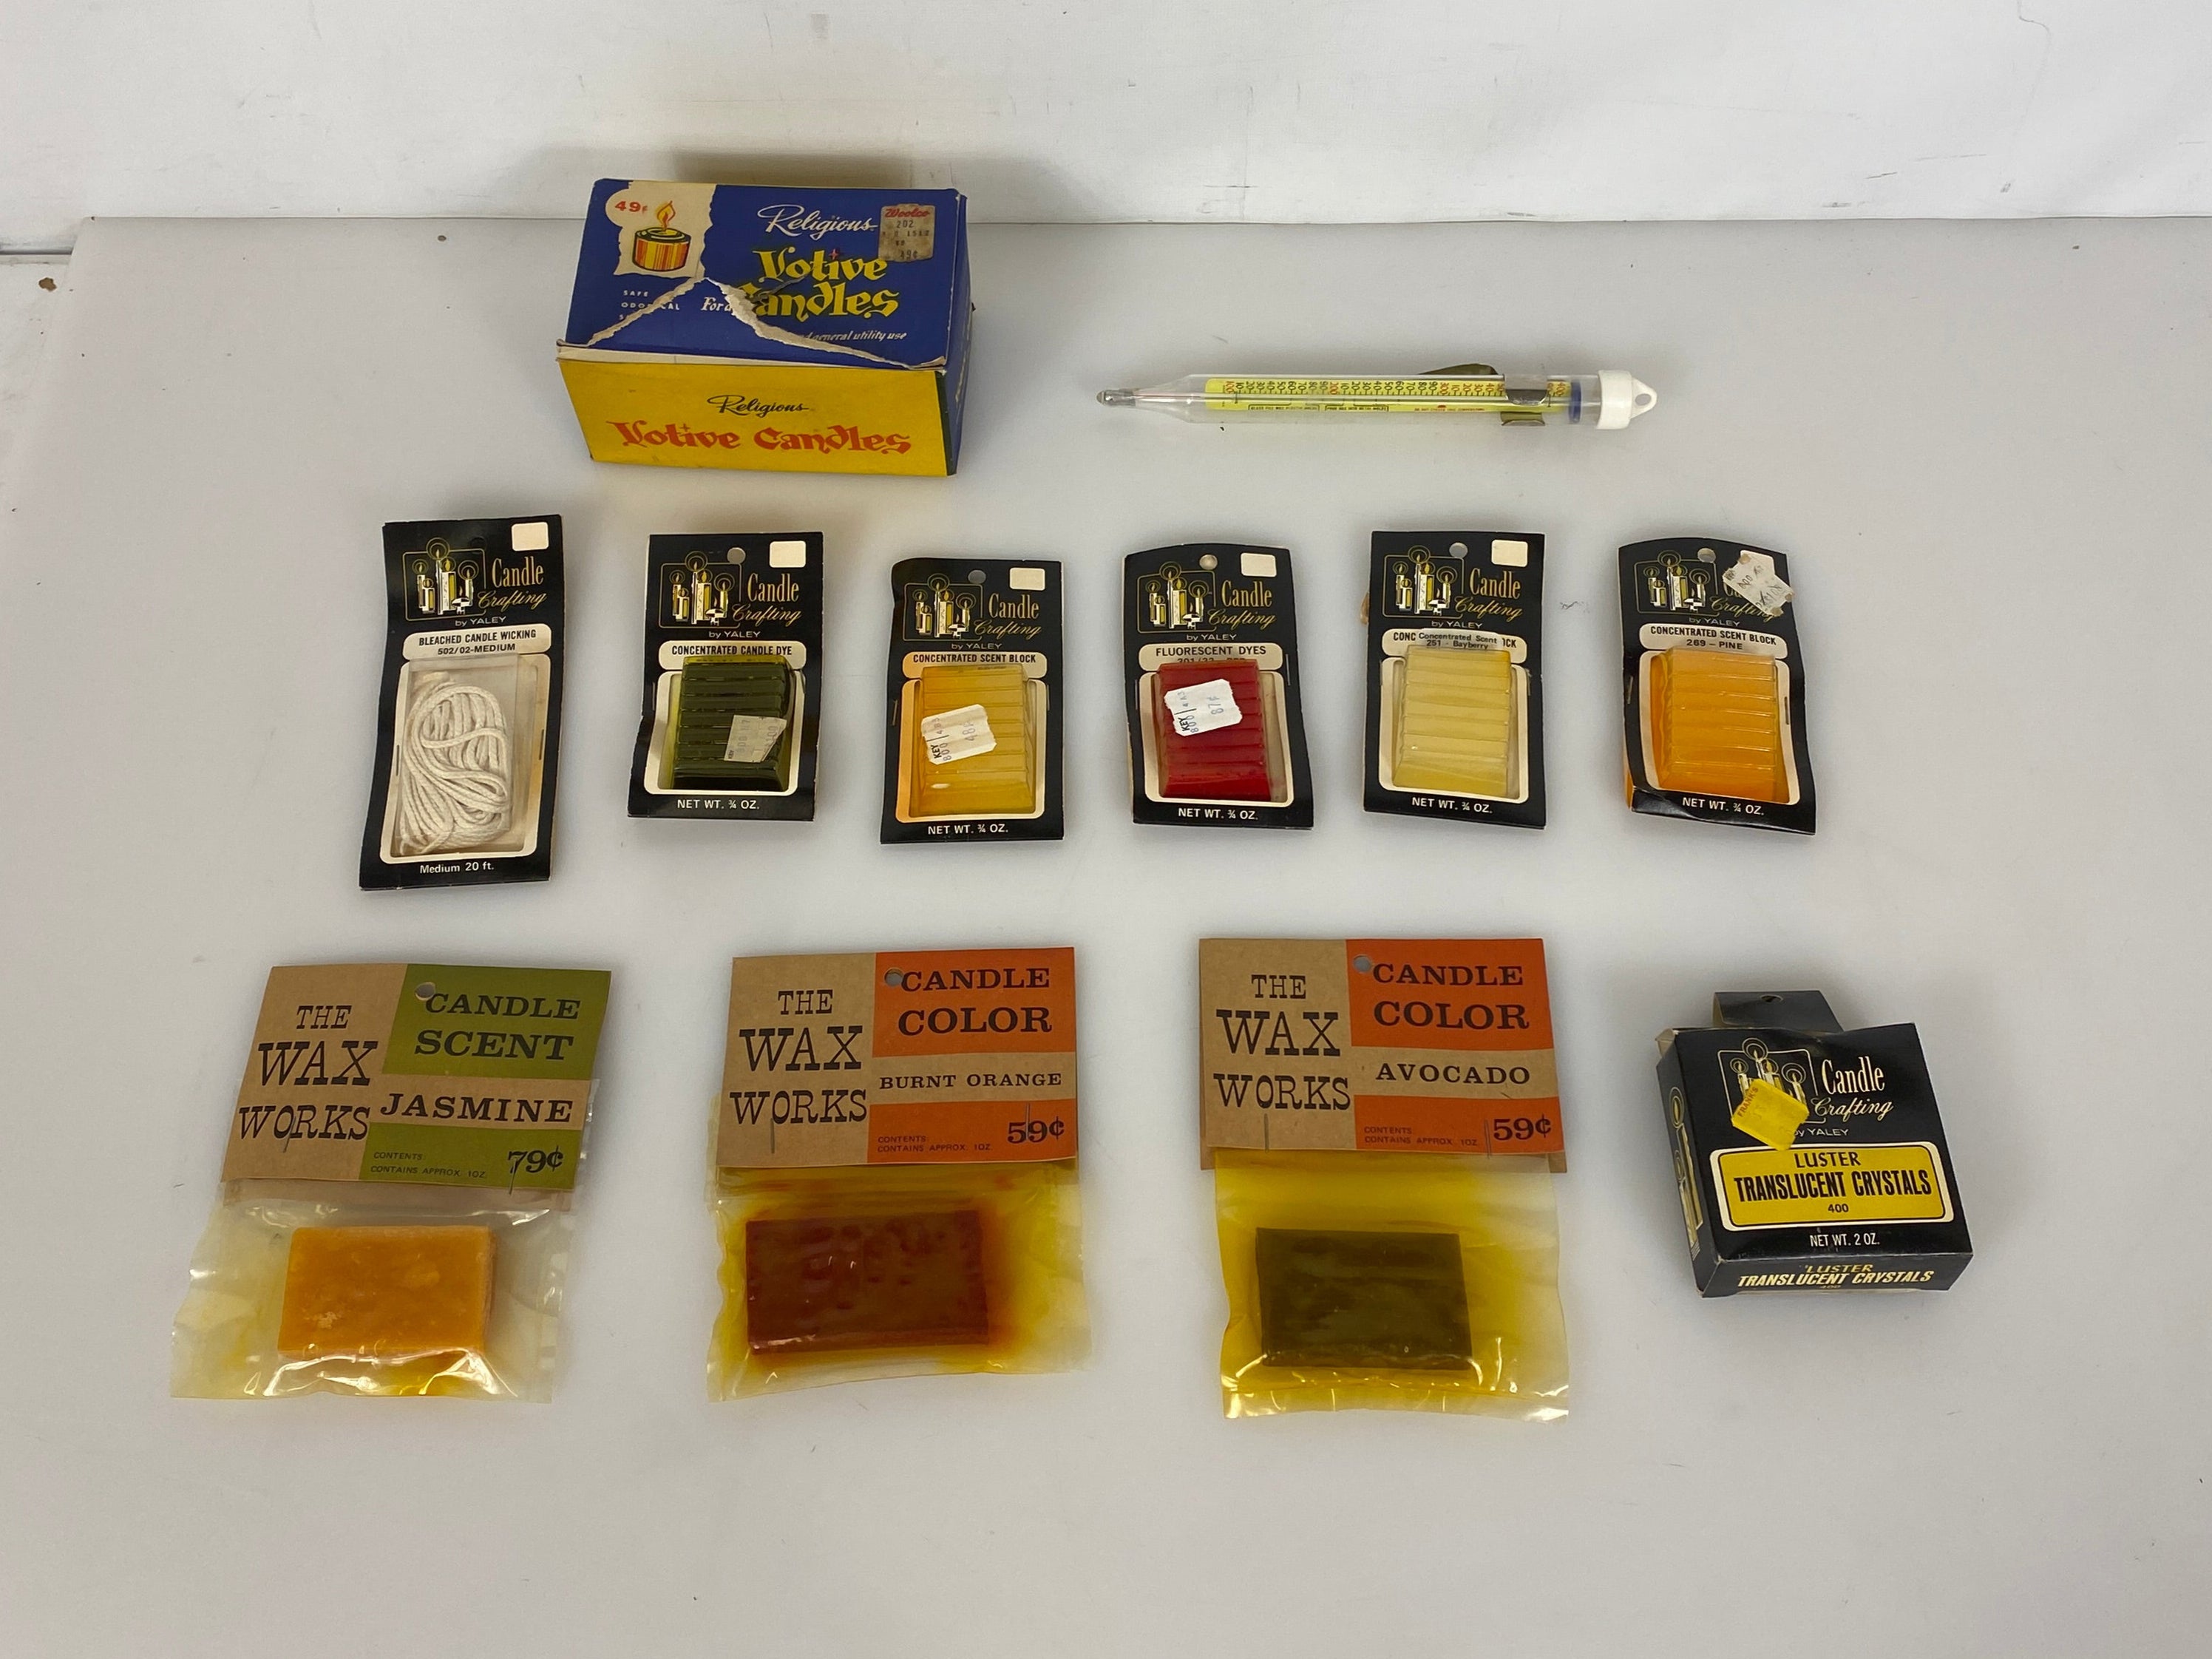 49¢
Religious
Votive
Candles
SAFE
and general utility use
Woolco
202
49¢
Religious
Votive Candles
Candle
Crafting
by YALEY
BLEACHED CANDLE WICKING
502/02-MEDIUM
Medium 20 ft.
Candle
Crafting
by YALEY
CONCENTRATED CANDLE DYE
NET WT. ¾ OZ.
Candle
Crafting
by YALEY
CONCENTRATED SCENT BLOCK
KEY
800
48¢
NET WT. ¾ OZ.
Candle
Crafting
by YALEY
FLUORESCENT DYES
KEY
800
87¢
NET WT. ¾ OZ.
Candle
Crafting
by YALEY
Concentrated Scent
251 - Bayberry
NET WT. ¾ OZ.
by YALEY
CONCENTRATED SCENT BLOCK
269 - PINE
NET WT. ¾ OZ.
THE
WAX
WORKS
CANDLE
SCENT
JASMINE
CONTENTS
CONTAINS APPROX. 1OZ.
79¢
THE
WAX
WORKS
CANDLE
COLOR
BURNT ORANGE
CONTENTS
CONTAINS APPROX. 1OZ.
59¢
THE
WAX
WORKS
CANDLE
COLOR
AVOCADO
CONTENTS
CONTAINS APPROX. 1OZ.
59¢
Candle
Crafting
by YALEY
FRANK'S
LUSTER
TRANSLUCENT CRYSTALS
400
NET WT. 2 OZ.
LUSTER
TRANSLUCENT CRYSTALS